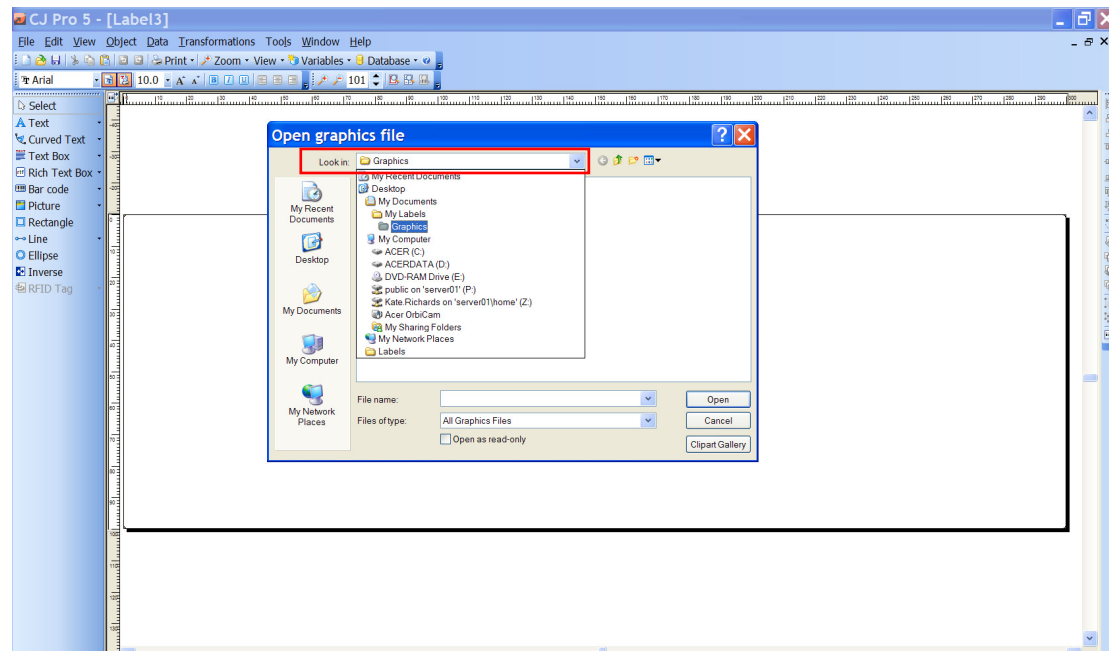 CJ Pro 5 - [Label3]
File Edit View Object Data Transformations Tools Window Help
Print Zoom View Variables Database
Arial 10.0 101
Select
Text
Curved Text
Text Box
Rich Text Box
Bar code
Picture
Rectangle
Line
Ellipse
Inverse
RFID Tag
Open graphics file
Look in: Graphics
My Recent Documents
Desktop
My Documents
My Labels
Graphics
My Computer
ACER (C:)
ACERDATA (D:)
DVD-RAM Drive (E:)
public on 'server01' (P:)
Kate.Richards on 'server01\home' (Z:)
Acer OrbiCam
My Sharing Folders
My Network Places
Labels
My Recent
Documents
Desktop
My Documents
My Computer
My Network
Places
File name:
Open
Files of type: All Graphics Files
Cancel
Open as read-only
Clipart Gallery